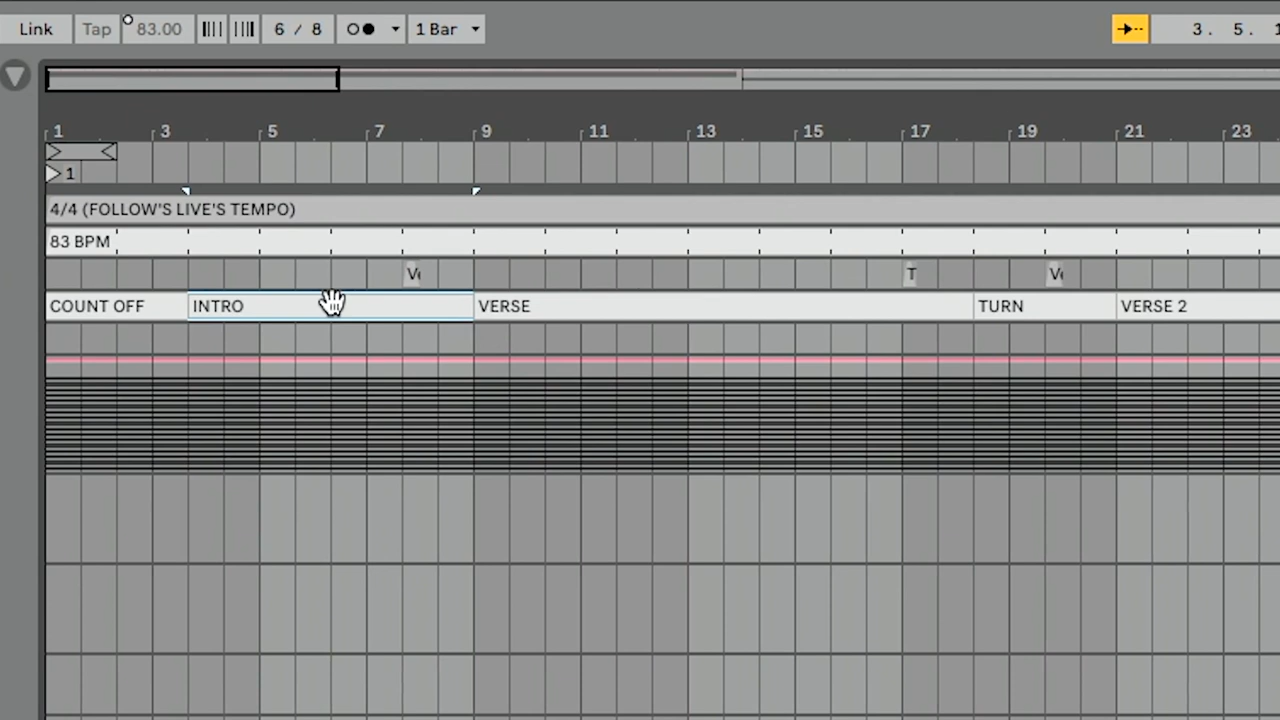 Link Tap 83.00 6 / 8 1 Bar 3. 5. 1
1 3 5 7 9 11 13 15 17 19 21 23
1
4/4 (FOLLOW'S LIVE'S TEMPO)
83 BPM
V T V
COUNT OFF INTRO VERSE TURN VERSE 2